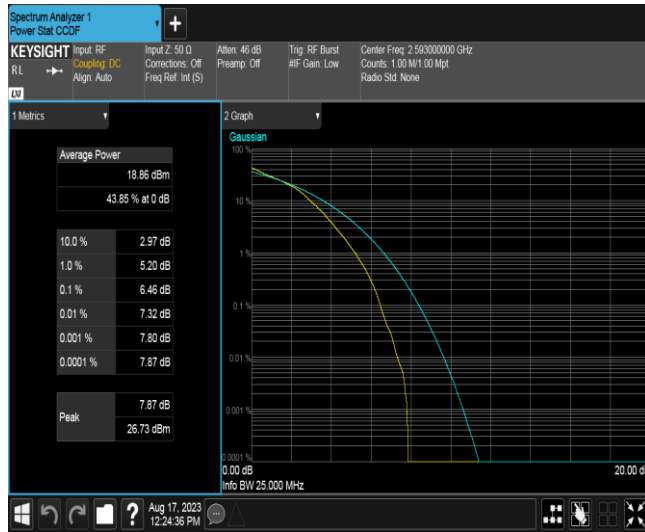 Spectrum Analyzer 1
Power Stat CCDF
+
KEYSIGHT
RL
LXI
Input: RF
Coupling: DC
Align: Auto
Input Z: 50 Ω
Corrections: Off
Freq Ref: Int (S)
Atten: 46 dB
Preamp: Off
Trig: RF Burst
#IF Gain: Low
Center Freq: 2.593000000 GHz
Counts: 1.00 M/1.00 Mpt
Radio Std: None
1 Metrics
Average Power
18.86 dBm
43.85 % at 0 dB
10.0 % 2.97 dB
1.0 % 5.20 dB
0.1 % 6.46 dB
0.01 % 7.32 dB
0.001 % 7.80 dB
0.0001 % 7.87 dB
Peak
7.87 dB
26.73 dBm
2 Graph
Gaussian
100 %
10 %
1 %
0.1 %
0.01 %
0.001 %
0.0001 %
0.00 dB
20.00 d
Info BW 25.000 MHz
?
Aug 17, 2023
12:24:36 PM